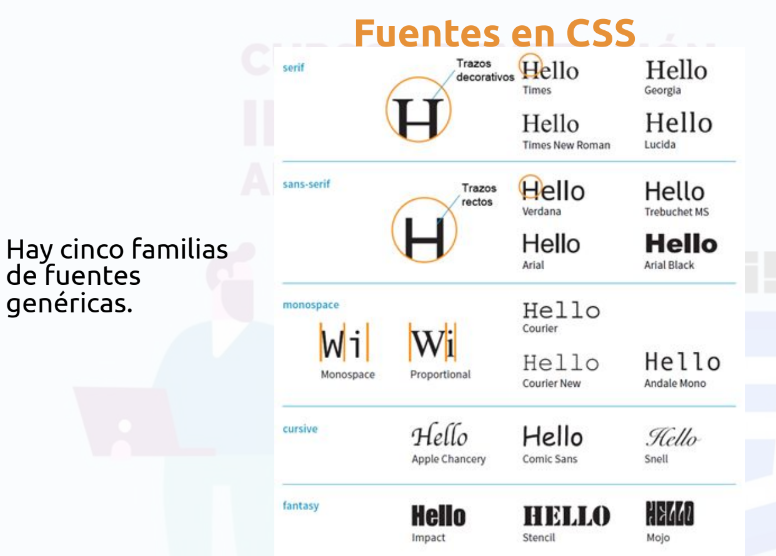 Fuentes en CSS
Hay cinco familias
de fuentes
genéricas.
serif
H
Trazos
decorativos
Hello
Times
Hello
Georgia
Hello
Times New Roman
Hello
Lucida
sans-serif
H
Trazos
rectos
Hello
Verdana
Hello
Trebuchet MS
Hello
Arial
Hello
Arial Black
monospace
Wi
Monospace
Wi
Proportional
Hello
Courier
Hello
Courier New
Hello
Andale Mono
cursive
Hello
Apple Chancery
Hello
Comic Sans
Hello
Snell
fantasy
Hello
Impact
HELLO
Stencil
HELLO
Mojo